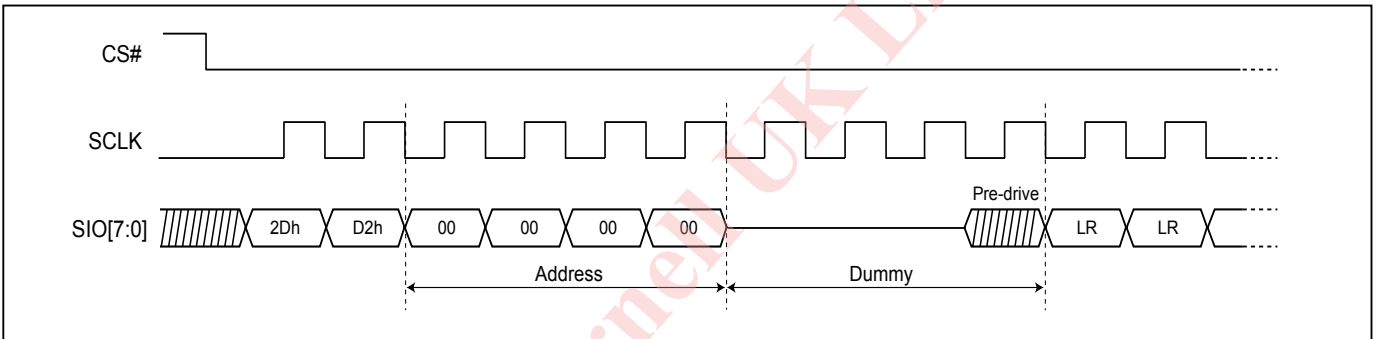 CS#
SCLK
Pre-drive
SIO[7:0] 2Dh D2h 00 00 00 00 LR LR
Address Dummy